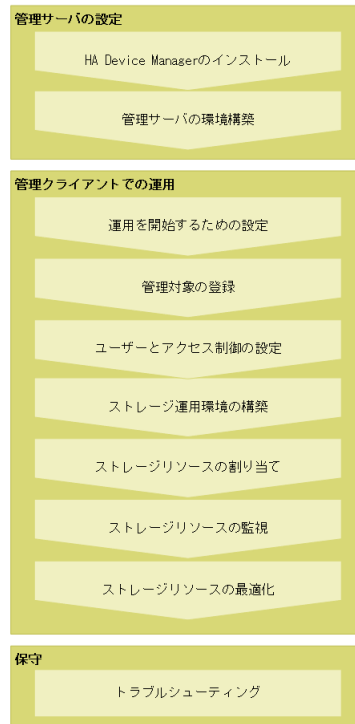 管理サーバの設定
HA Device Managerのインストール
管理サーバの環境構築
管理クライアントでの運用
運用を開始するための設定
管理対象の登録
ユーザーとアクセス制御の設定
ストレージ運用環境の構築
ストレージリソースの割り当て
ストレージリソースの監視
ストレージリソースの最適化
保守
トラブルシューティング